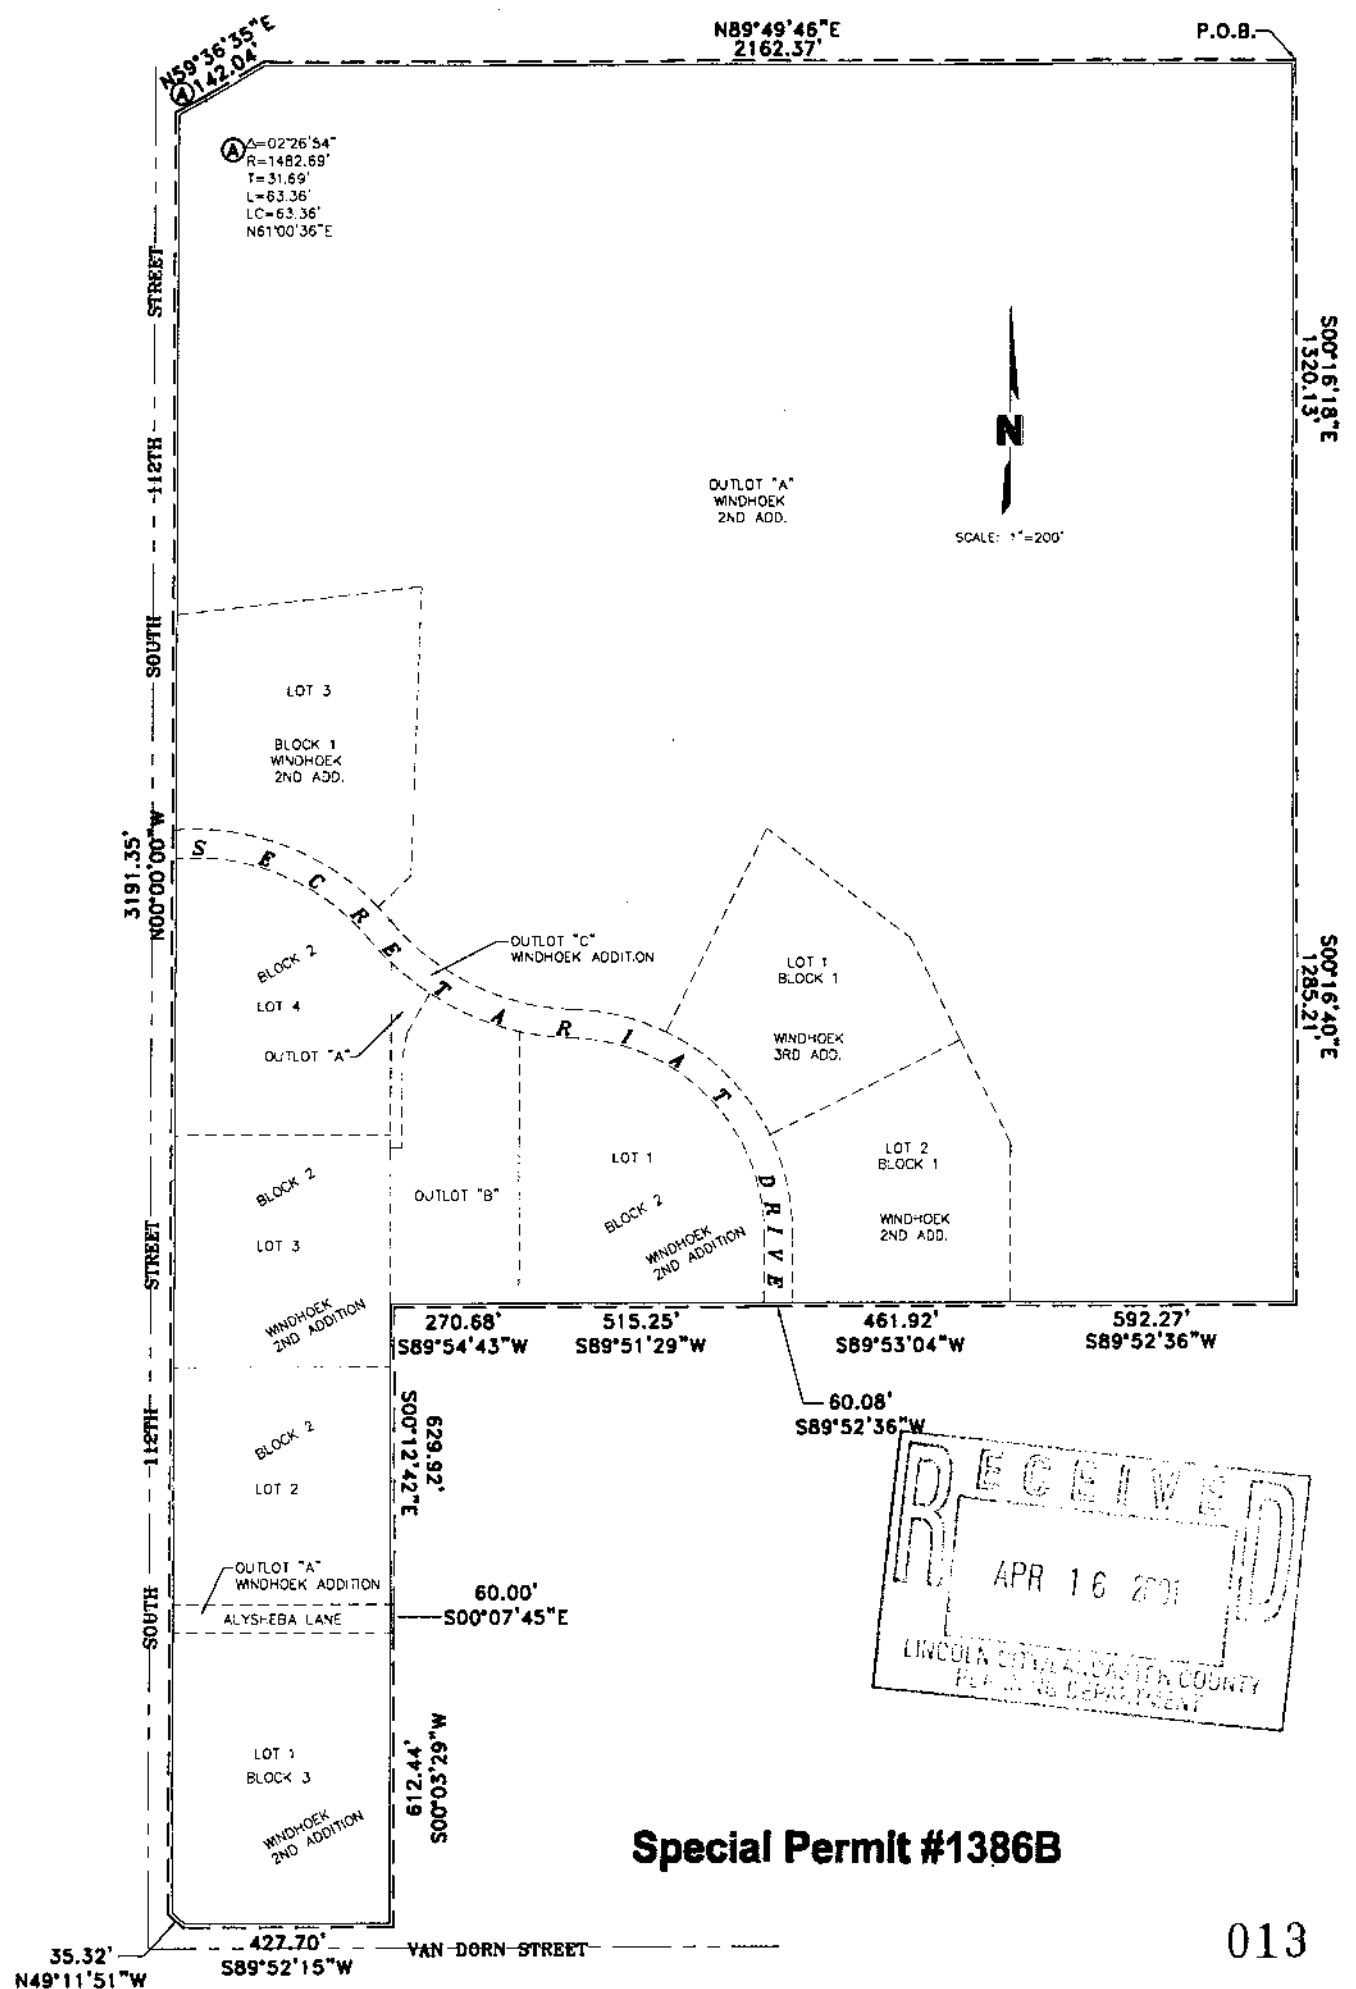 N89°49'46"E
2162.37'
P.O.B.
N59°36'35"E
Ⓐ 142.04'
Ⓐ Δ=02°26'54"
R=1482.69'
T=31.69'
L=63.36'
LC=63.36'
N61°00'36"E
STREET
112TH
SOUTH
S00°16'18"E
1320.13'
N
SCALE: 1"=200'
OUTLOT "A"
WINDHOEK
2ND ADD.
LOT 3
BLOCK 1
WINDHOEK
2ND ADD.
3191.35'
N00°00'00"W
SECRETARIAT DRIVE
OUTLOT "C"
WINDHOEK ADDITION
BLOCK 2
LOT 4
OUTLOT "A"
LOT 1
BLOCK 1
WINDHOEK
3RD ADD.
S00°16'40"E
1285.21'
BLOCK 2
LOT 3
WINDHOEK
2ND ADDITION
OUTLOT "B"
LOT 1
BLOCK 2
WINDHOEK
2ND ADDITION
LOT 2
BLOCK 1
WINDHOEK
2ND ADD.
STREET
112TH
SOUTH
270.68'
S89°54'43"W
515.25'
S89°51'29"W
461.92'
S89°53'04"W
592.27'
S89°52'36"W
60.08'
S89°52'36"W
629.92'
S00°12'42"E
BLOCK 2
LOT 2
OUTLOT "A"
WINDHOEK ADDITION
ALYSHEBA LANE
60.00'
S00°07'45"E
RECEIVED
APR 16 2001
LINCOLN CITY/LANCASTER COUNTY
PLANNING DEPARTMENT
LOT 1
BLOCK 3
WINDHOEK
2ND ADDITION
612.44'
S00°03'29"W
Special Permit #1386B
013
35.32'
N49°11'51"W
427.70'
S89°52'15"W
VAN DORN STREET